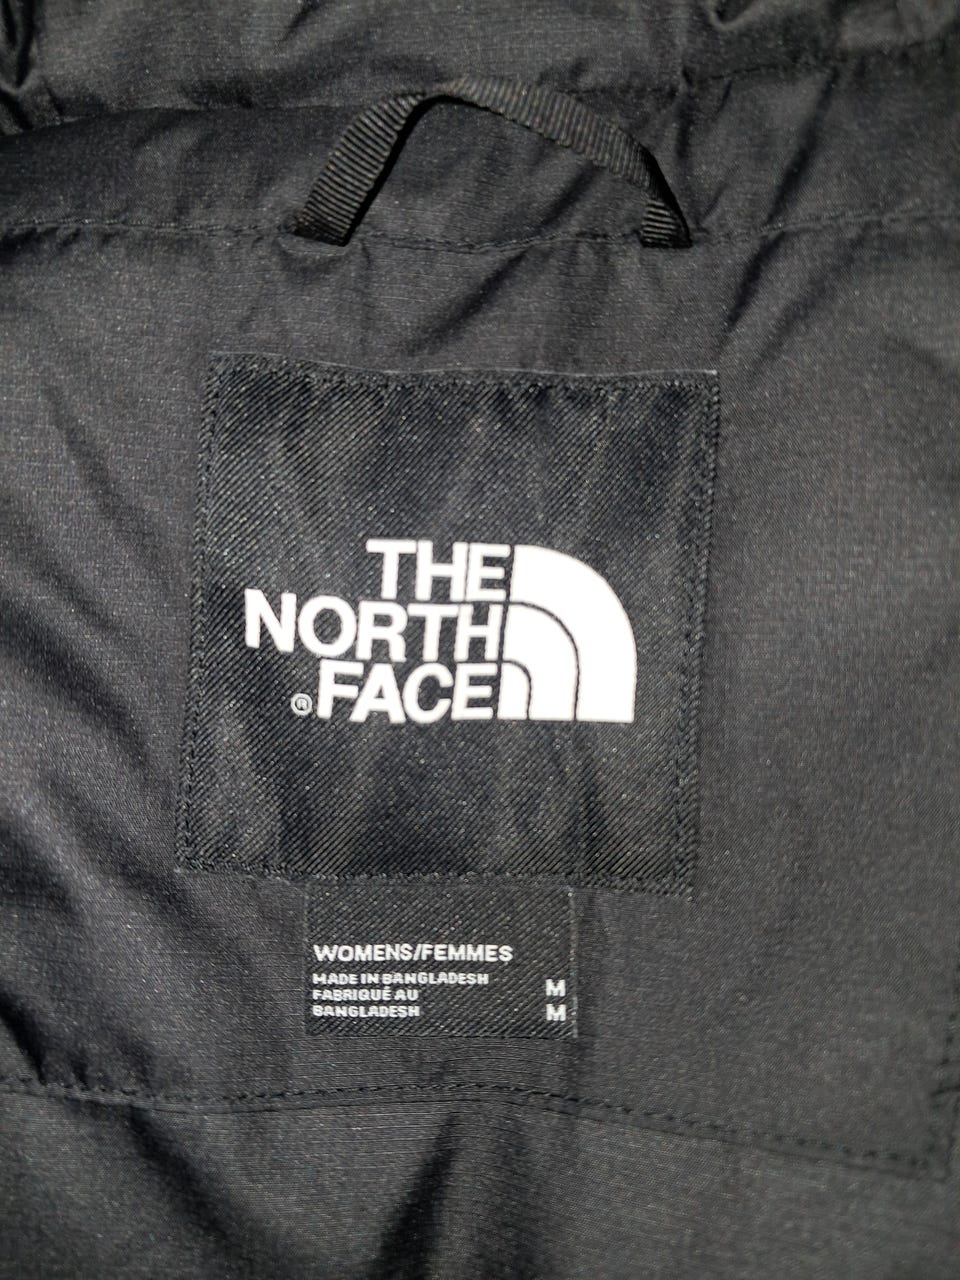 THE
NORTH
® FACE
WOMENS/FEMMES
MADE IN BANGLADESH
FABRIQUÉ AU
BANGLADESH
M
M